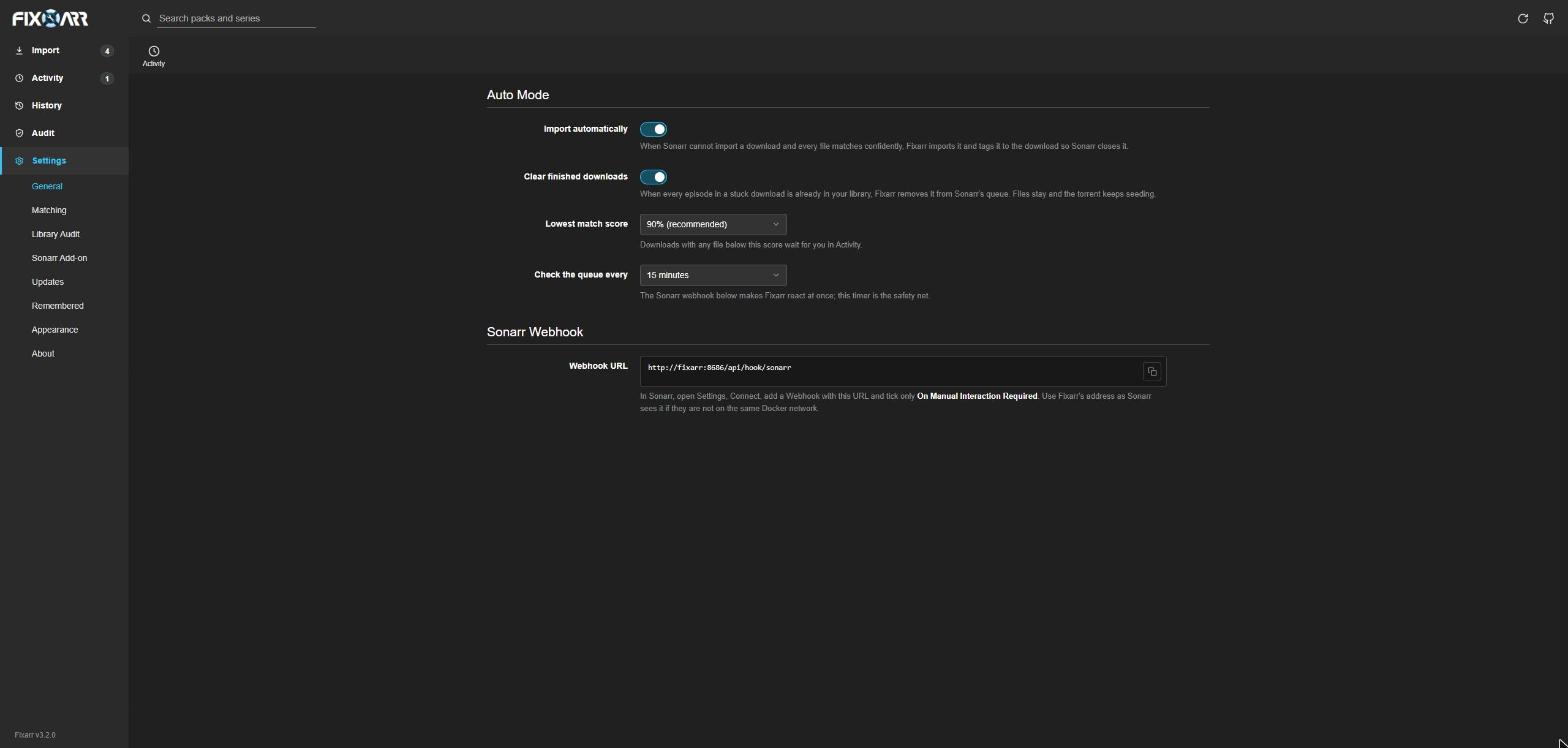 FIXARR
Search packs and series
Import 4
Activity 1
History
Audit
Settings
General
Matching
Library Audit
Sonarr Add-on
Updates
Remembered
Appearance
About
Fixarr v3.2.0
Activity
Auto Mode
Import automatically
When Sonarr cannot import a download and every file matches confidently, Fixarr imports it and tags it to the download so Sonarr closes it.
Clear finished downloads
When every episode in a stuck download is already in your library, Fixarr removes it from Sonarr's queue. Files stay and the torrent keeps seeding.
Lowest match score
90% (recommended)
Downloads with any file below this score wait for you in Activity.
Check the queue every
15 minutes
The Sonarr webhook below makes Fixarr react at once; this timer is the safety net.
Sonarr Webhook
Webhook URL
http://fixarr:8686/api/hook/sonarr
In Sonarr, open Settings, Connect, add a Webhook with this URL and tick only On Manual Interaction Required. Use Fixarr's address as Sonarr
sees it if they are not on the same Docker network.